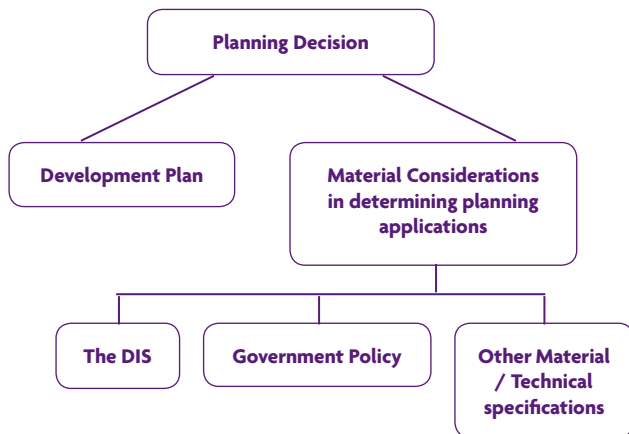 Planning Decision
Development Plan
Material Considerations
in determining planning
applications
The DIS
Government Policy
Other Material
/ Technical
specifications